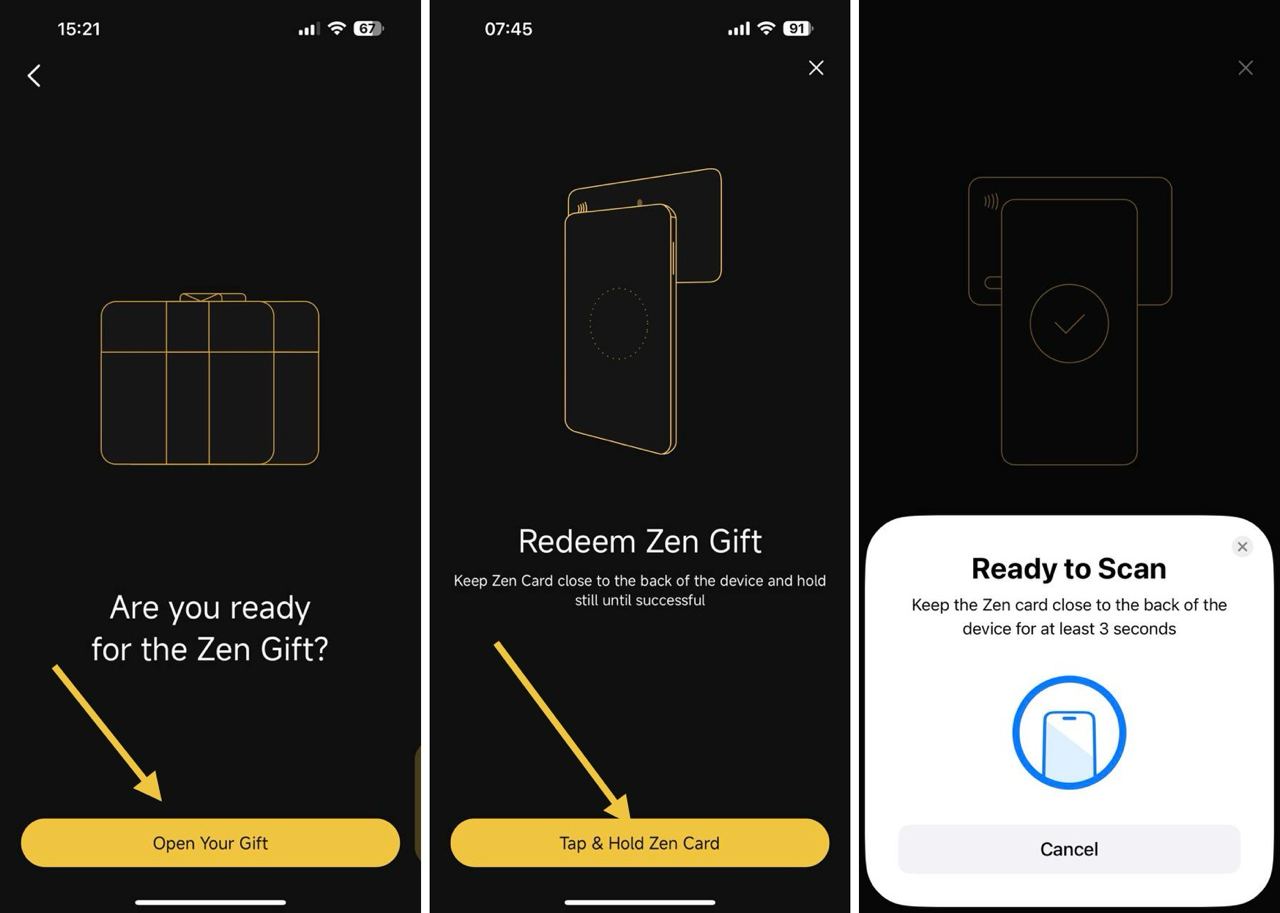 15:21
67
Are you ready
for the Zen Gift?
Open Your Gift
07:45
91
Redeem Zen Gift
Keep Zen Card close to the back of the device and hold
still until successful
Tap & Hold Zen Card
Ready to Scan
Keep the Zen card close to the back of the
device for at least 3 seconds
Cancel